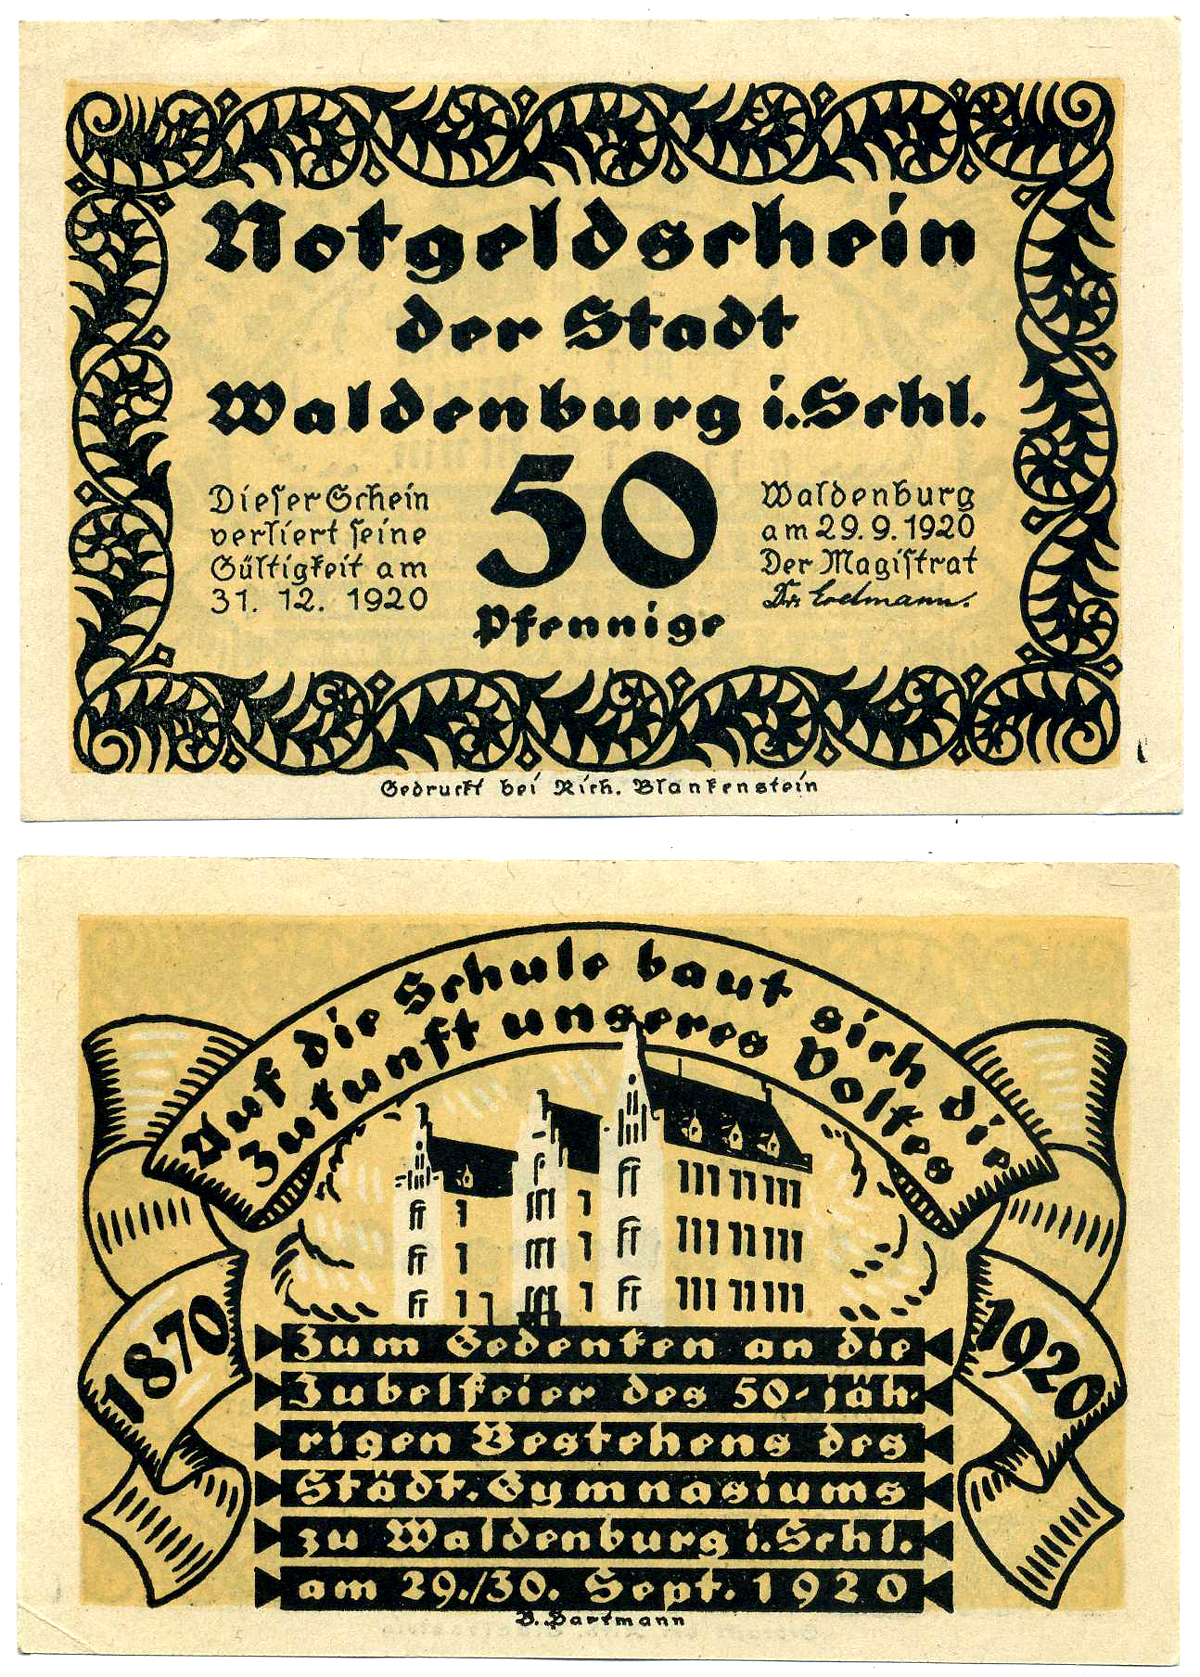 Notgeldschein
der Stadt
Waldenburg i. Schl.
50
Pfennige
Dieser Schein
verliert seine
Gültigkeit am
31. 12. 1920
Waldenburg
am 29. 9. 1920
Der Magistrat
Gedruckt bei Rich. Blankenstein
Auf die Schule baut sich die
Zukunft unseres Volkes
1870
1920
Zum Gedenken an die
Jubelfeier des 50-jäh-
rigen Bestehens des
Städt. Gymnasiums
zu Waldenburg i. Schl.
am 29./30. Sept. 1920
B. Hartmann